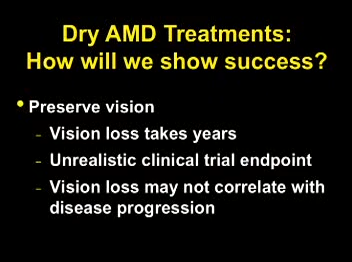 Dry AMD Treatments:
How will we show success?
• Preserve vision
- Vision loss takes years
- Unrealistic clinical trial endpoint
- Vision loss may not correlate with
disease progression